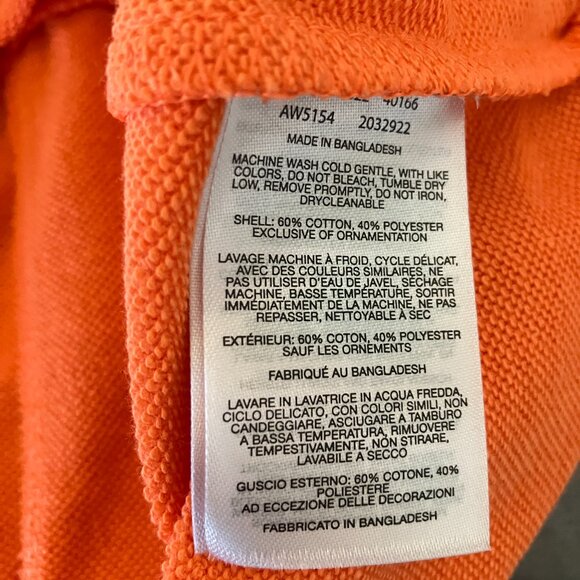 40166
AW5154 2032922
MADE IN BANGLADESH
MACHINE WASH COLD GENTLE, WITH LIKE
COLORS, DO NOT BLEACH, TUMBLE DRY
LOW, REMOVE PROMPTLY, DO NOT IRON,
DRYCLEANABLE
SHELL: 60% COTTON, 40% POLYESTER
EXCLUSIVE OF ORNAMENTATION
LAVAGE MACHINE À FROID, CYCLE DÉLICAT,
AVEC DES COULEURS SIMILAIRES, NE
PAS UTILISER D'EAU DE JAVEL, SÉCHAGE
MACHINE, BASSE TEMPÉRATURE, SORTIR
IMMÉDIATEMENT DE LA MACHINE, NE PAS
REPASSER, NETTOYABLE À SEC
EXTÉRIEUR: 60% COTON, 40% POLYESTER
SAUF LES ORNEMENTS
FABRIQUÉ AU BANGLADESH
LAVARE IN LAVATRICE IN ACQUA FREDDA,
CICLO DELICATO, CON COLORI SIMILI, NON
CANDEGGIARE, ASCIUGARE A TAMBURO
A BASSA TEMPERATURA, RIMUOVERE
TEMPESTIVAMENTE, NON STIRARE,
LAVABILE A SECCO
GUSCIO ESTERNO: 60% COTONE, 40%
POLIESTERE
AD ECCEZIONE DELLE DECORAZIONI
FABBRICATO IN BANGLADESH